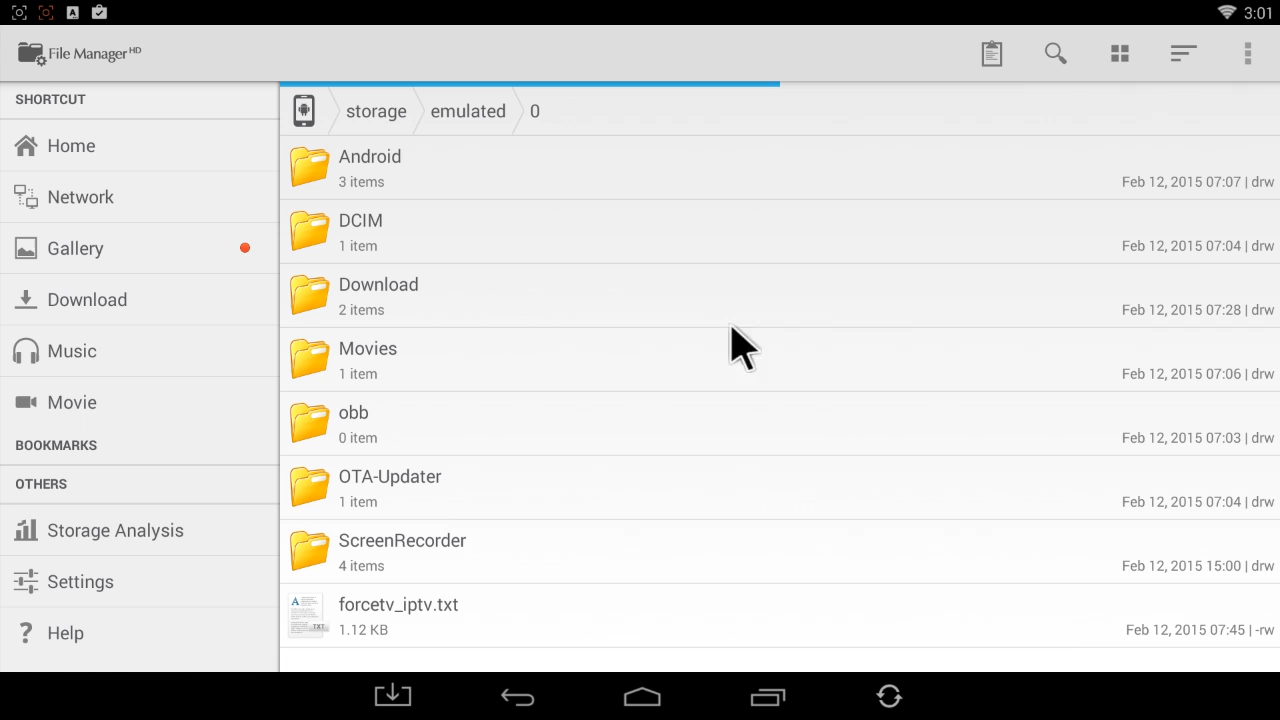 3:01
File Manager HD
SHORTCUT
Home
Network
Gallery
Download
Music
Movie
BOOKMARKS
OTHERS
Storage Analysis
Settings
Help
storage emulated 0
Android
3 items
Feb 12, 2015 07:07 | drw
DCIM
1 item
Feb 12, 2015 07:04 | drw
Download
2 items
Feb 12, 2015 07:28 | drw
Movies
1 item
Feb 12, 2015 07:06 | drw
obb
0 item
Feb 12, 2015 07:03 | drw
OTA-Updater
1 item
Feb 12, 2015 07:04 | drw
ScreenRecorder
4 items
Feb 12, 2015 15:00 | drw
TXT
forcetv_iptv.txt
1.12 KB
Feb 12, 2015 07:45 | -rw